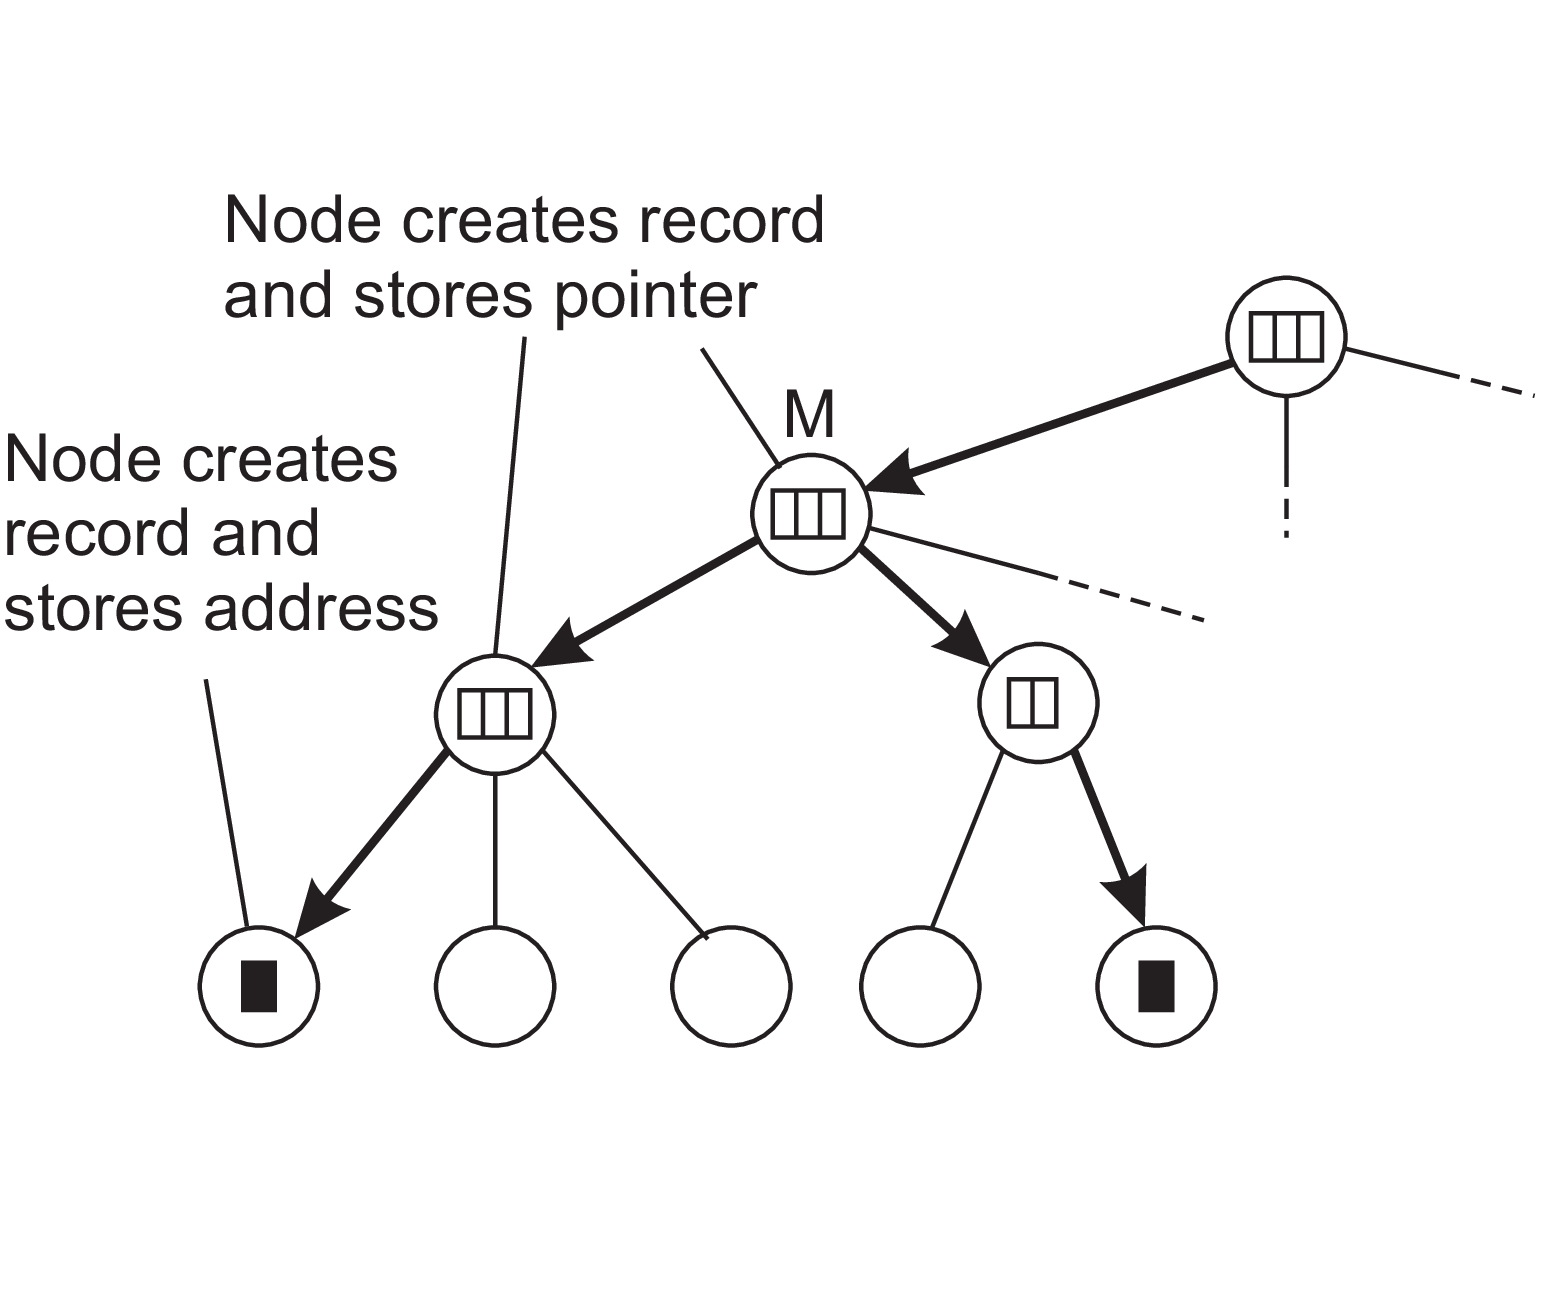 Node creates record
and stores pointer
M
Node creates
record and
stores address